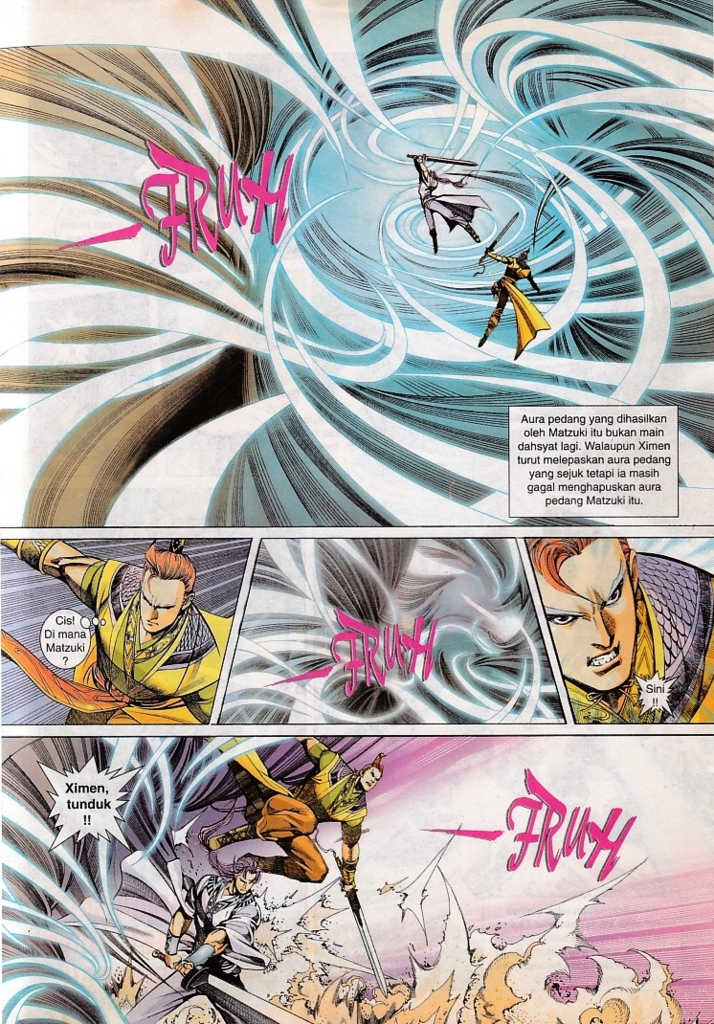 FRUH
Aura pedang yang dihasilkan
oleh Matzuki itu bukan main
dahsyat lagi. Walaupun Ximen
turut melepaskan aura pedang
yang sejuk tetapi ia masih
gagal menghapuskan aura
pedang Matzuki itu.
Cis!
Di mana
Matzuki
?
FRUH
Sini
!!
Ximen,
tunduk
!!
FRUH